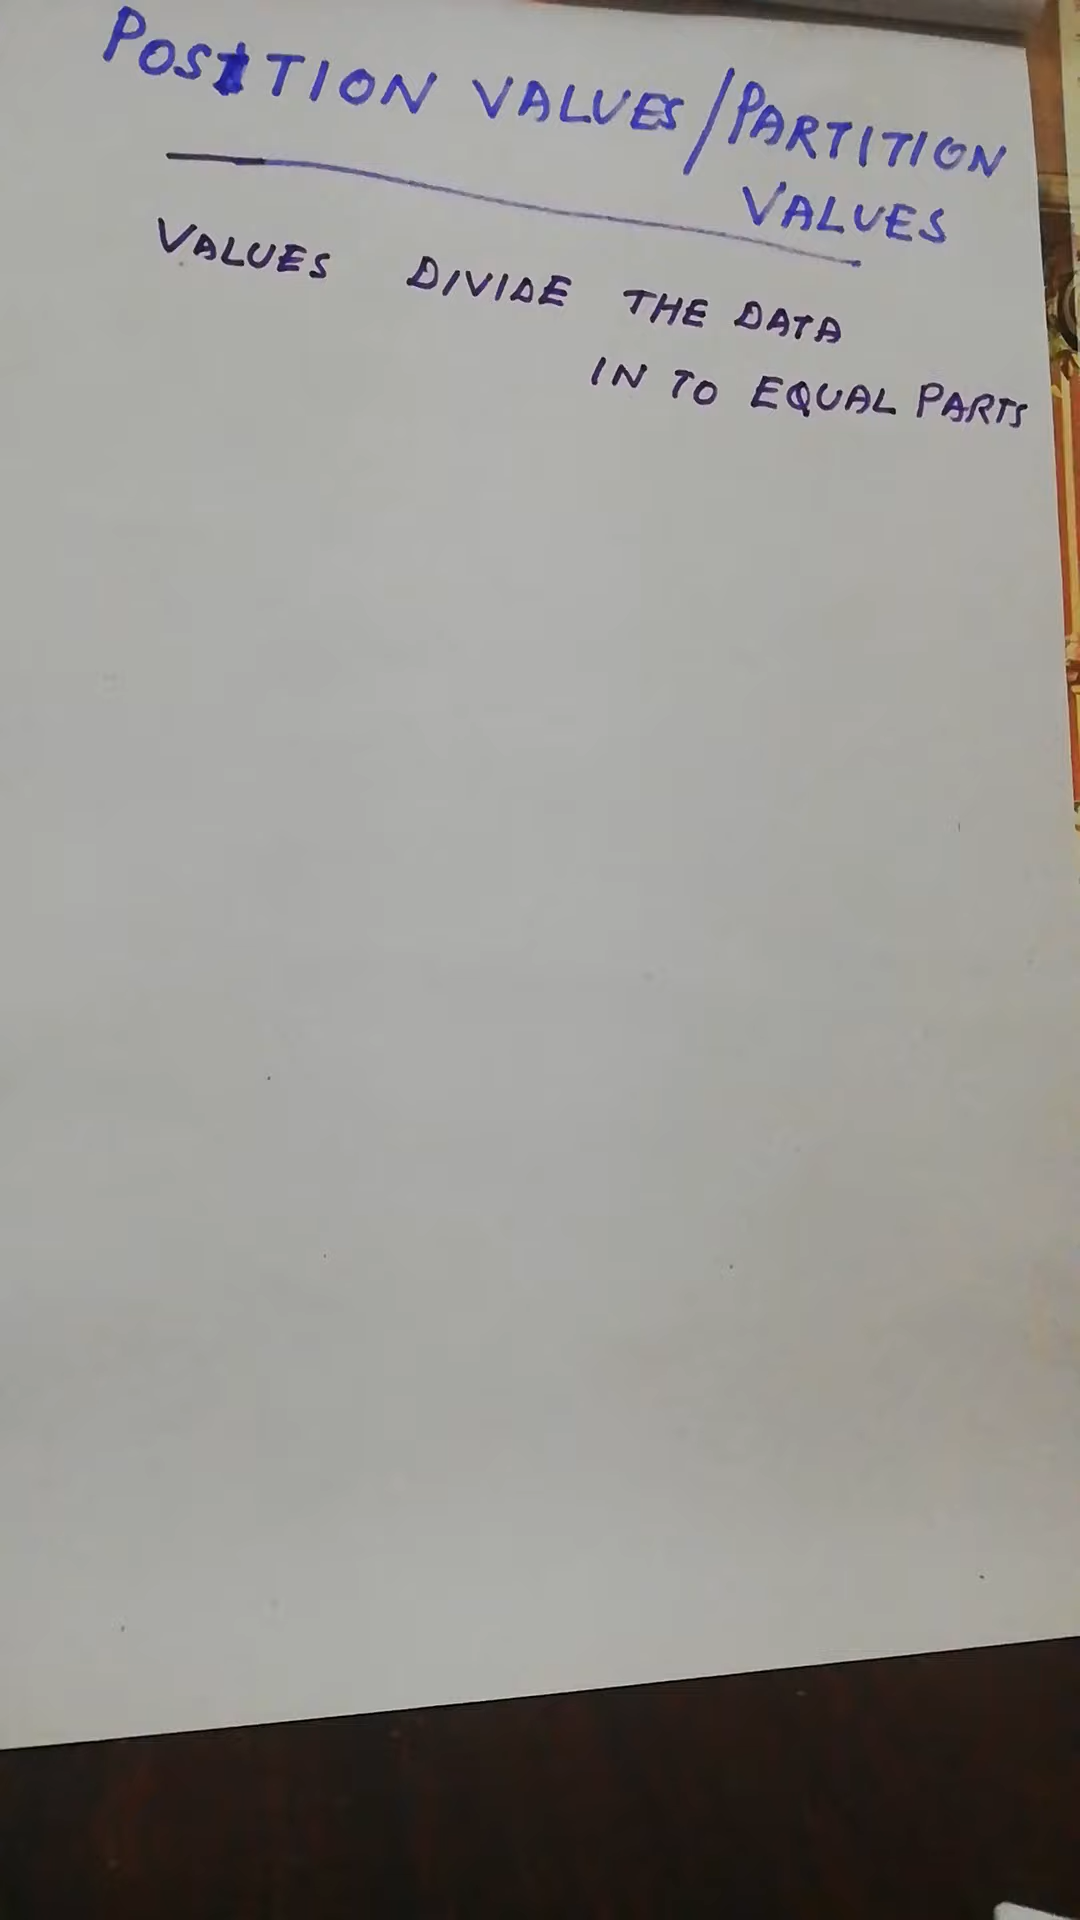 POSITION VALUES/PARTITION
VALUES
VALUES DIVIDE THE DATA
IN TO EQUAL PARTS